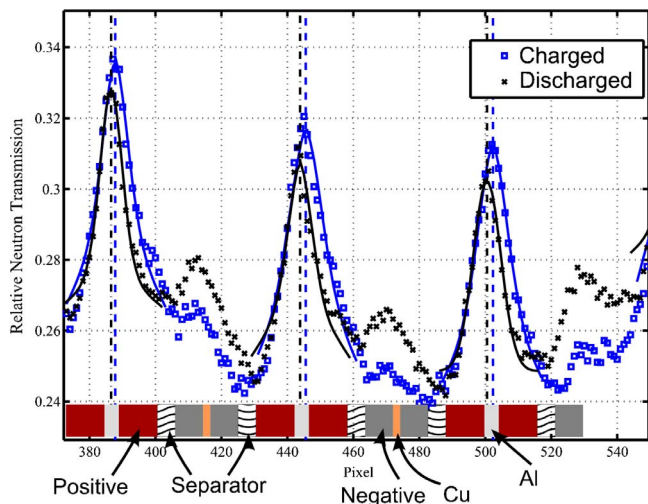 Relative Neutron Transmission
0.34
0.32
0.3
0.28
0.26
0.24
Charged
Discharged
380
400
420
440
460
480
500
520
540
Pixel
Positive
Separator
Negative
Cu
Al